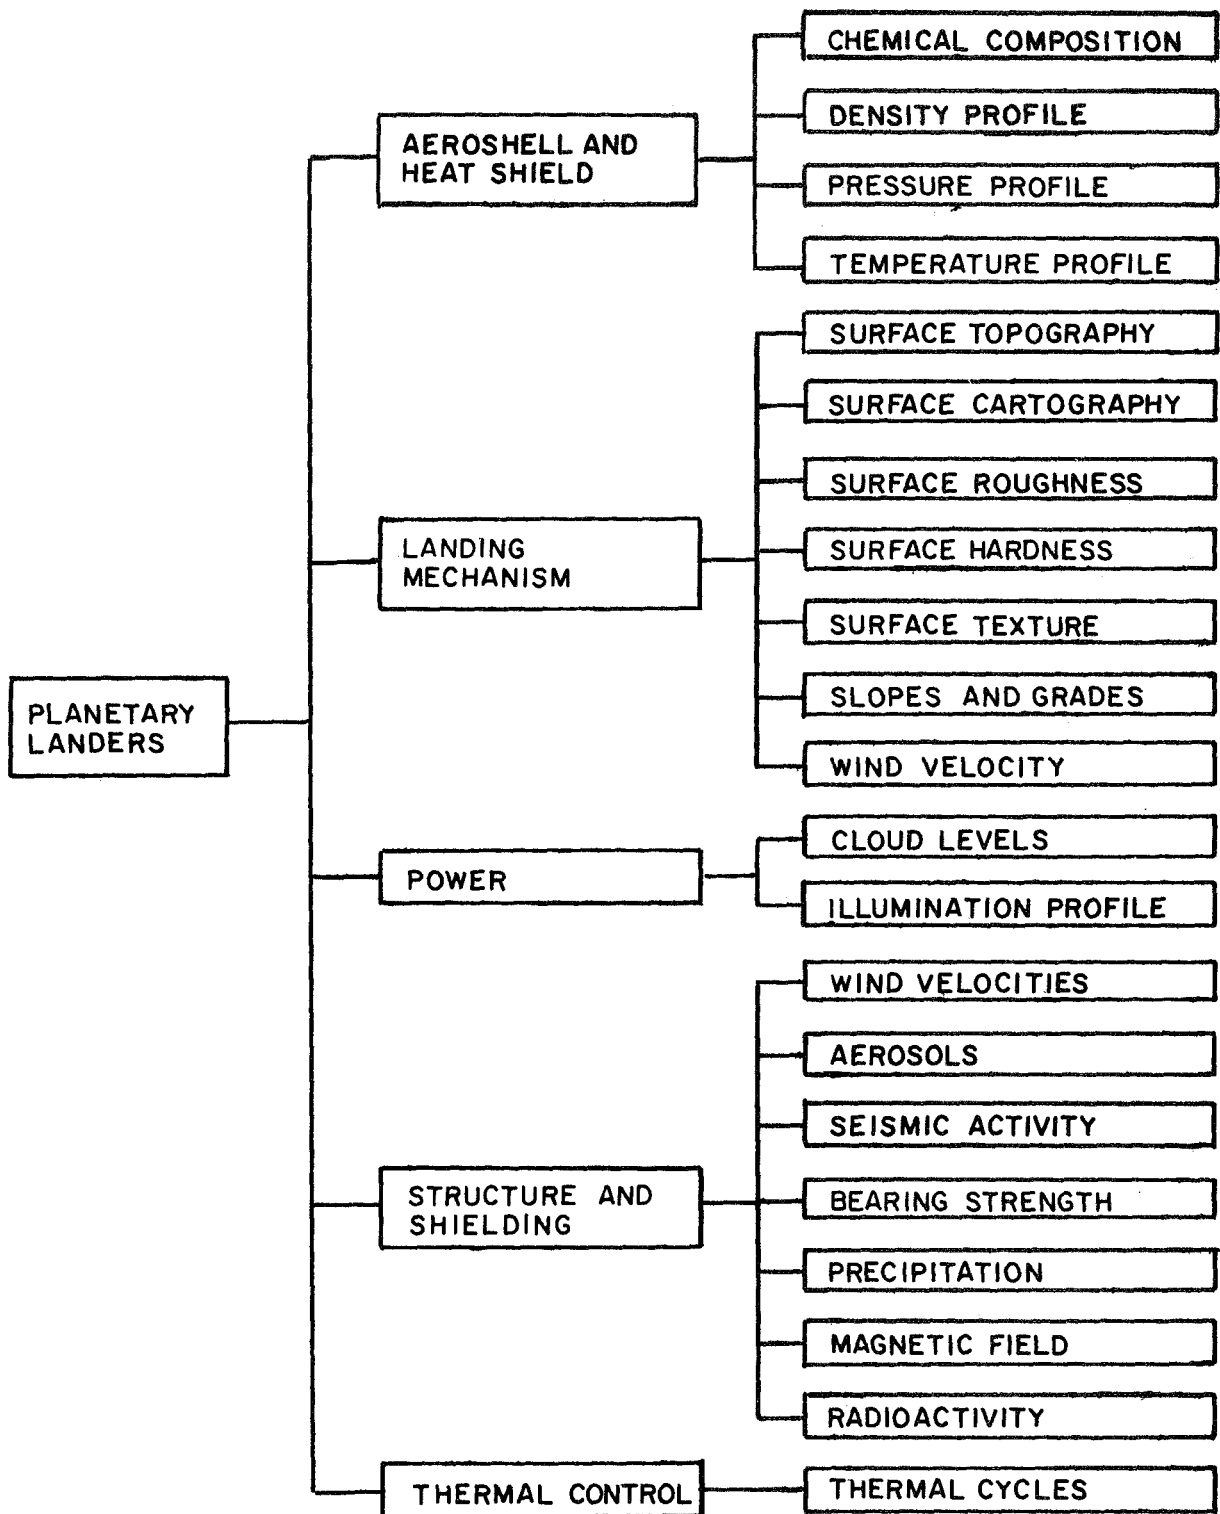 CHEMICAL COMPOSITION
DENSITY PROFILE
AEROSHELL AND
HEAT SHIELD
PRESSURE PROFILE
TEMPERATURE PROFILE
SURFACE TOPOGRAPHY
SURFACE CARTOGRAPHY
SURFACE ROUGHNESS
LANDING
MECHANISM
SURFACE HARDNESS
SURFACE TEXTURE
SLOPES AND GRADES
PLANETARY
LANDERS
WIND VELOCITY
CLOUD LEVELS
POWER
ILLUMINATION PROFILE
WIND VELOCITIES
AEROSOLS
SEISMIC ACTIVITY
STRUCTURE AND
SHIELDING
BEARING STRENGTH
PRECIPITATION
MAGNETIC FIELD
RADIOACTIVITY
THERMAL CONTROL
THERMAL CYCLES